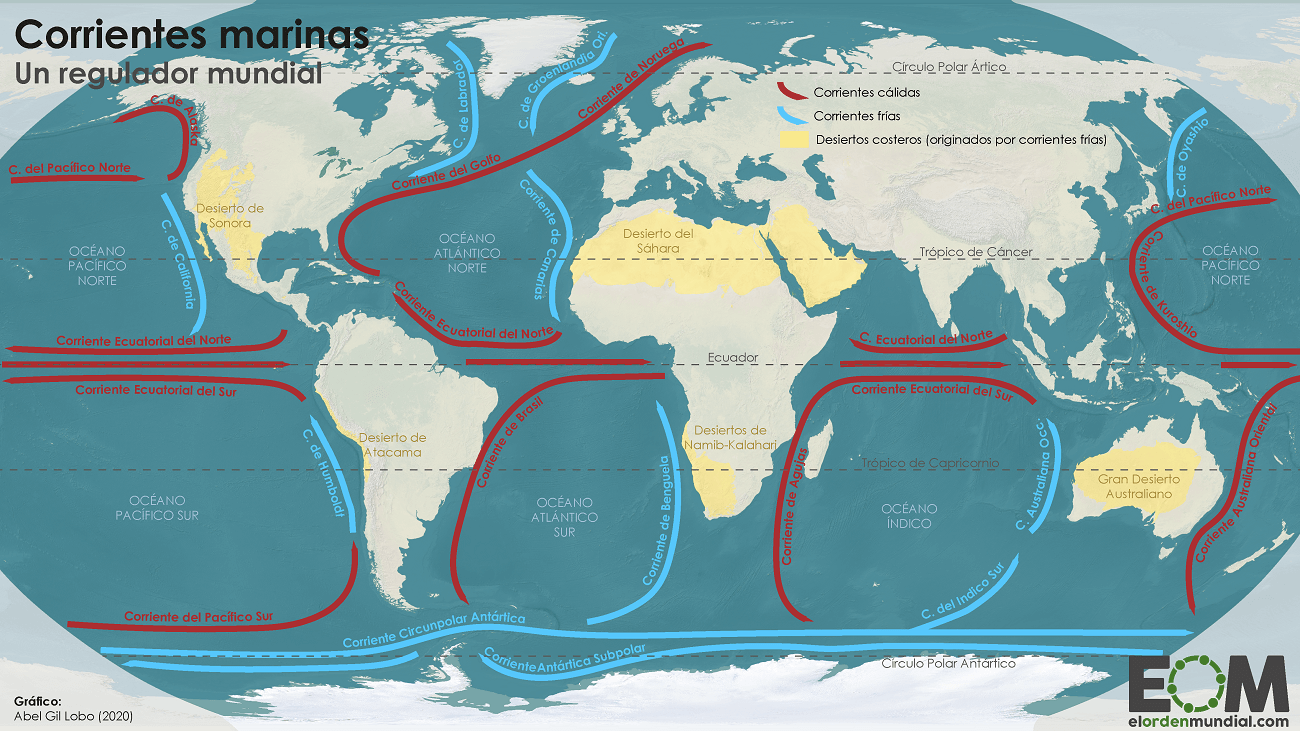 Corrientes marinas
Un regulador mundial
Círculo Polar Ártico
Corrientes cálidas
Corrientes frías
Desiertos costeros (originados por corrientes frías)
C. de Alaska
C. de Labrador
C. de Groenlandia Ori.
Corriente de Noruega
C. de Oyashio
C. del Pacífico Norte
Corriente del Golfo
C. del Pacífico Norte
Desierto de
Sonora
C. de California
Corriente de Canarias
OCÉANO
PACÍFICO
NORTE
OCÉANO
ATLÁNTICO
NORTE
Desierto del
Sáhara
Trópico de Cáncer
Corriente de Kuroshio
OCÉANO
PACÍFICO
NORTE
Corriente Ecuatorial del Norte
Corriente Ecuatorial del Norte
C. Ecuatorial del Norte
Ecuador
Corriente Ecuatorial del Sur
Corriente Ecuatorial del Sur
Corriente de Brasil
C. de Humboldt
Desierto de
Atacama
Desiertos de
Namib-Kalahari
Corriente de Benguela
Corriente de Agujas
Trópico de Capricornio
C. Australiana Occ.
Gran Desierto
Australiano
Corriente Australiana Oriental
OCÉANO
PACÍFICO SUR
OCÉANO
ATLÁNTICO
SUR
OCÉANO
ÍNDICO
C. del Indico Sur
Corriente del Pacífico Sur
Corriente Circunpolar Antártica
Corriente Antártica Subpolar
Círculo Polar Antártico
Gráfico:
Abel Gil Lobo (2020)
EOM
elordenmundial.com